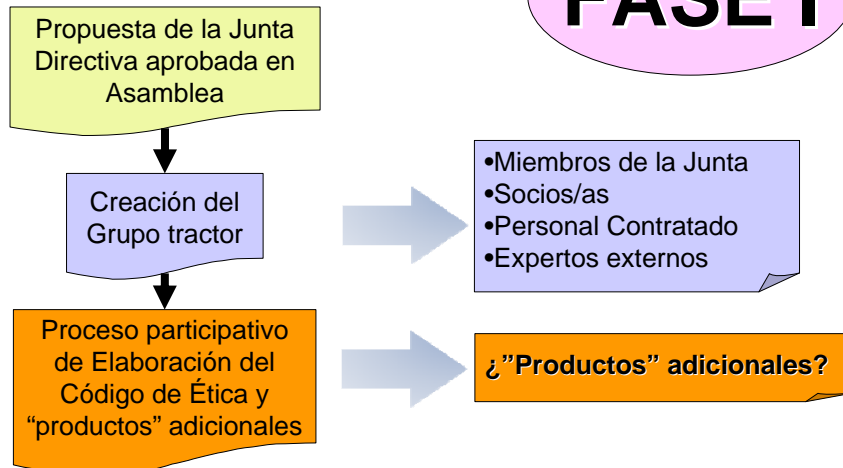 FASE I
Propuesta de la Junta
Directiva aprobada en
Asamblea
Creación del
Grupo tractor
•Miembros de la Junta
•Socios/as
•Personal Contratado
•Expertos externos
Proceso participativo
de Elaboración del
Código de Ética y
“productos” adicionales
¿”Productos” adicionales?